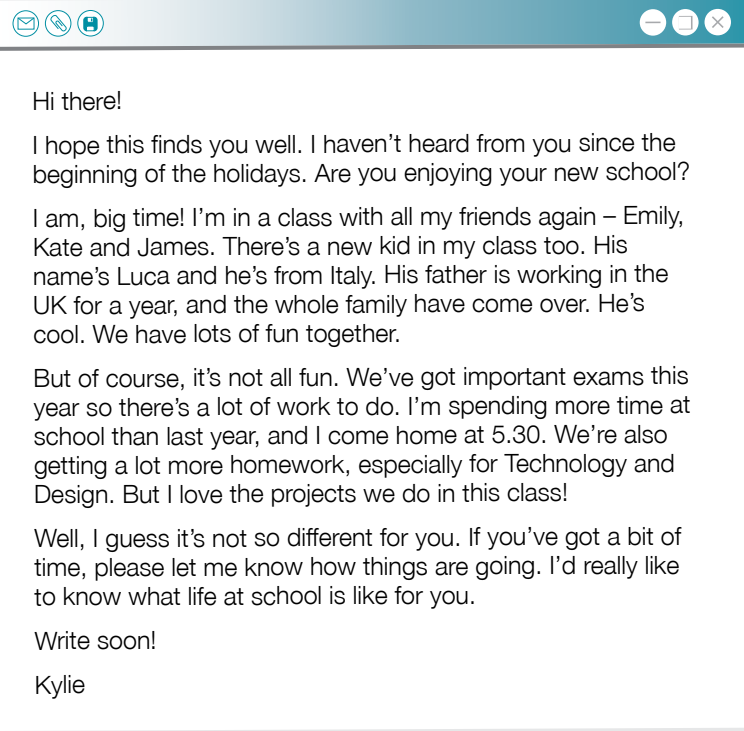 Hi there!
I hope this finds you well. I haven’t heard from you since the
beginning of the holidays. Are you enjoying your new school?
I am, big time! I’m in a class with all my friends again – Emily,
Kate and James. There’s a new kid in my class too. His
name’s Luca and he’s from Italy. His father is working in the
UK for a year, and the whole family have come over. He’s
cool. We have lots of fun together.
But of course, it’s not all fun. We’ve got important exams this
year so there’s a lot of work to do. I’m spending more time at
school than last year, and I come home at 5.30. We’re also
getting a lot more homework, especially for Technology and
Design. But I love the projects we do in this class!
Well, I guess it’s not so different for you. If you’ve got a bit of
time, please let me know how things are going. I’d really like
to know what life at school is like for you.
Write soon!
Kylie